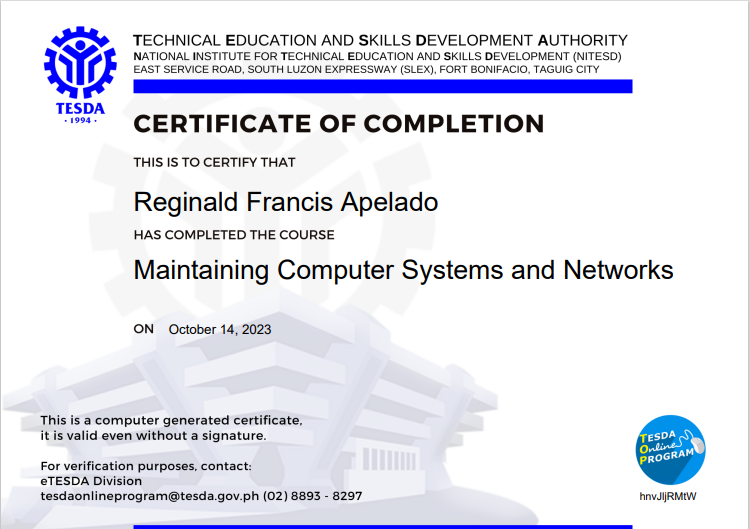 TECHNICAL EDUCATION AND SKILLS DEVELOPMENT AUTHORITY
NATIONAL INSTITUTE FOR TECHNICAL EDUCATION AND SKILLS DEVELOPMENT (NITESD)
EAST SERVICE ROAD, SOUTH LUZON EXPRESSWAY (SLEX), FORT BONIFACIO, TAGUIG CITY
TESDA
· 1994 ·
CERTIFICATE OF COMPLETION
THIS IS TO CERTIFY THAT
Reginald Francis Apelado
HAS COMPLETED THE COURSE
Maintaining Computer Systems and Networks
ON October 14, 2023
This is a computer generated certificate,
it is valid even without a signature.
For verification purposes, contact:
eTESDA Division
tesdaonlineprogram@tesda.gov.ph (02) 8893 - 8297
TESDA
Online
PROGRAM
hnvJIjRMtW